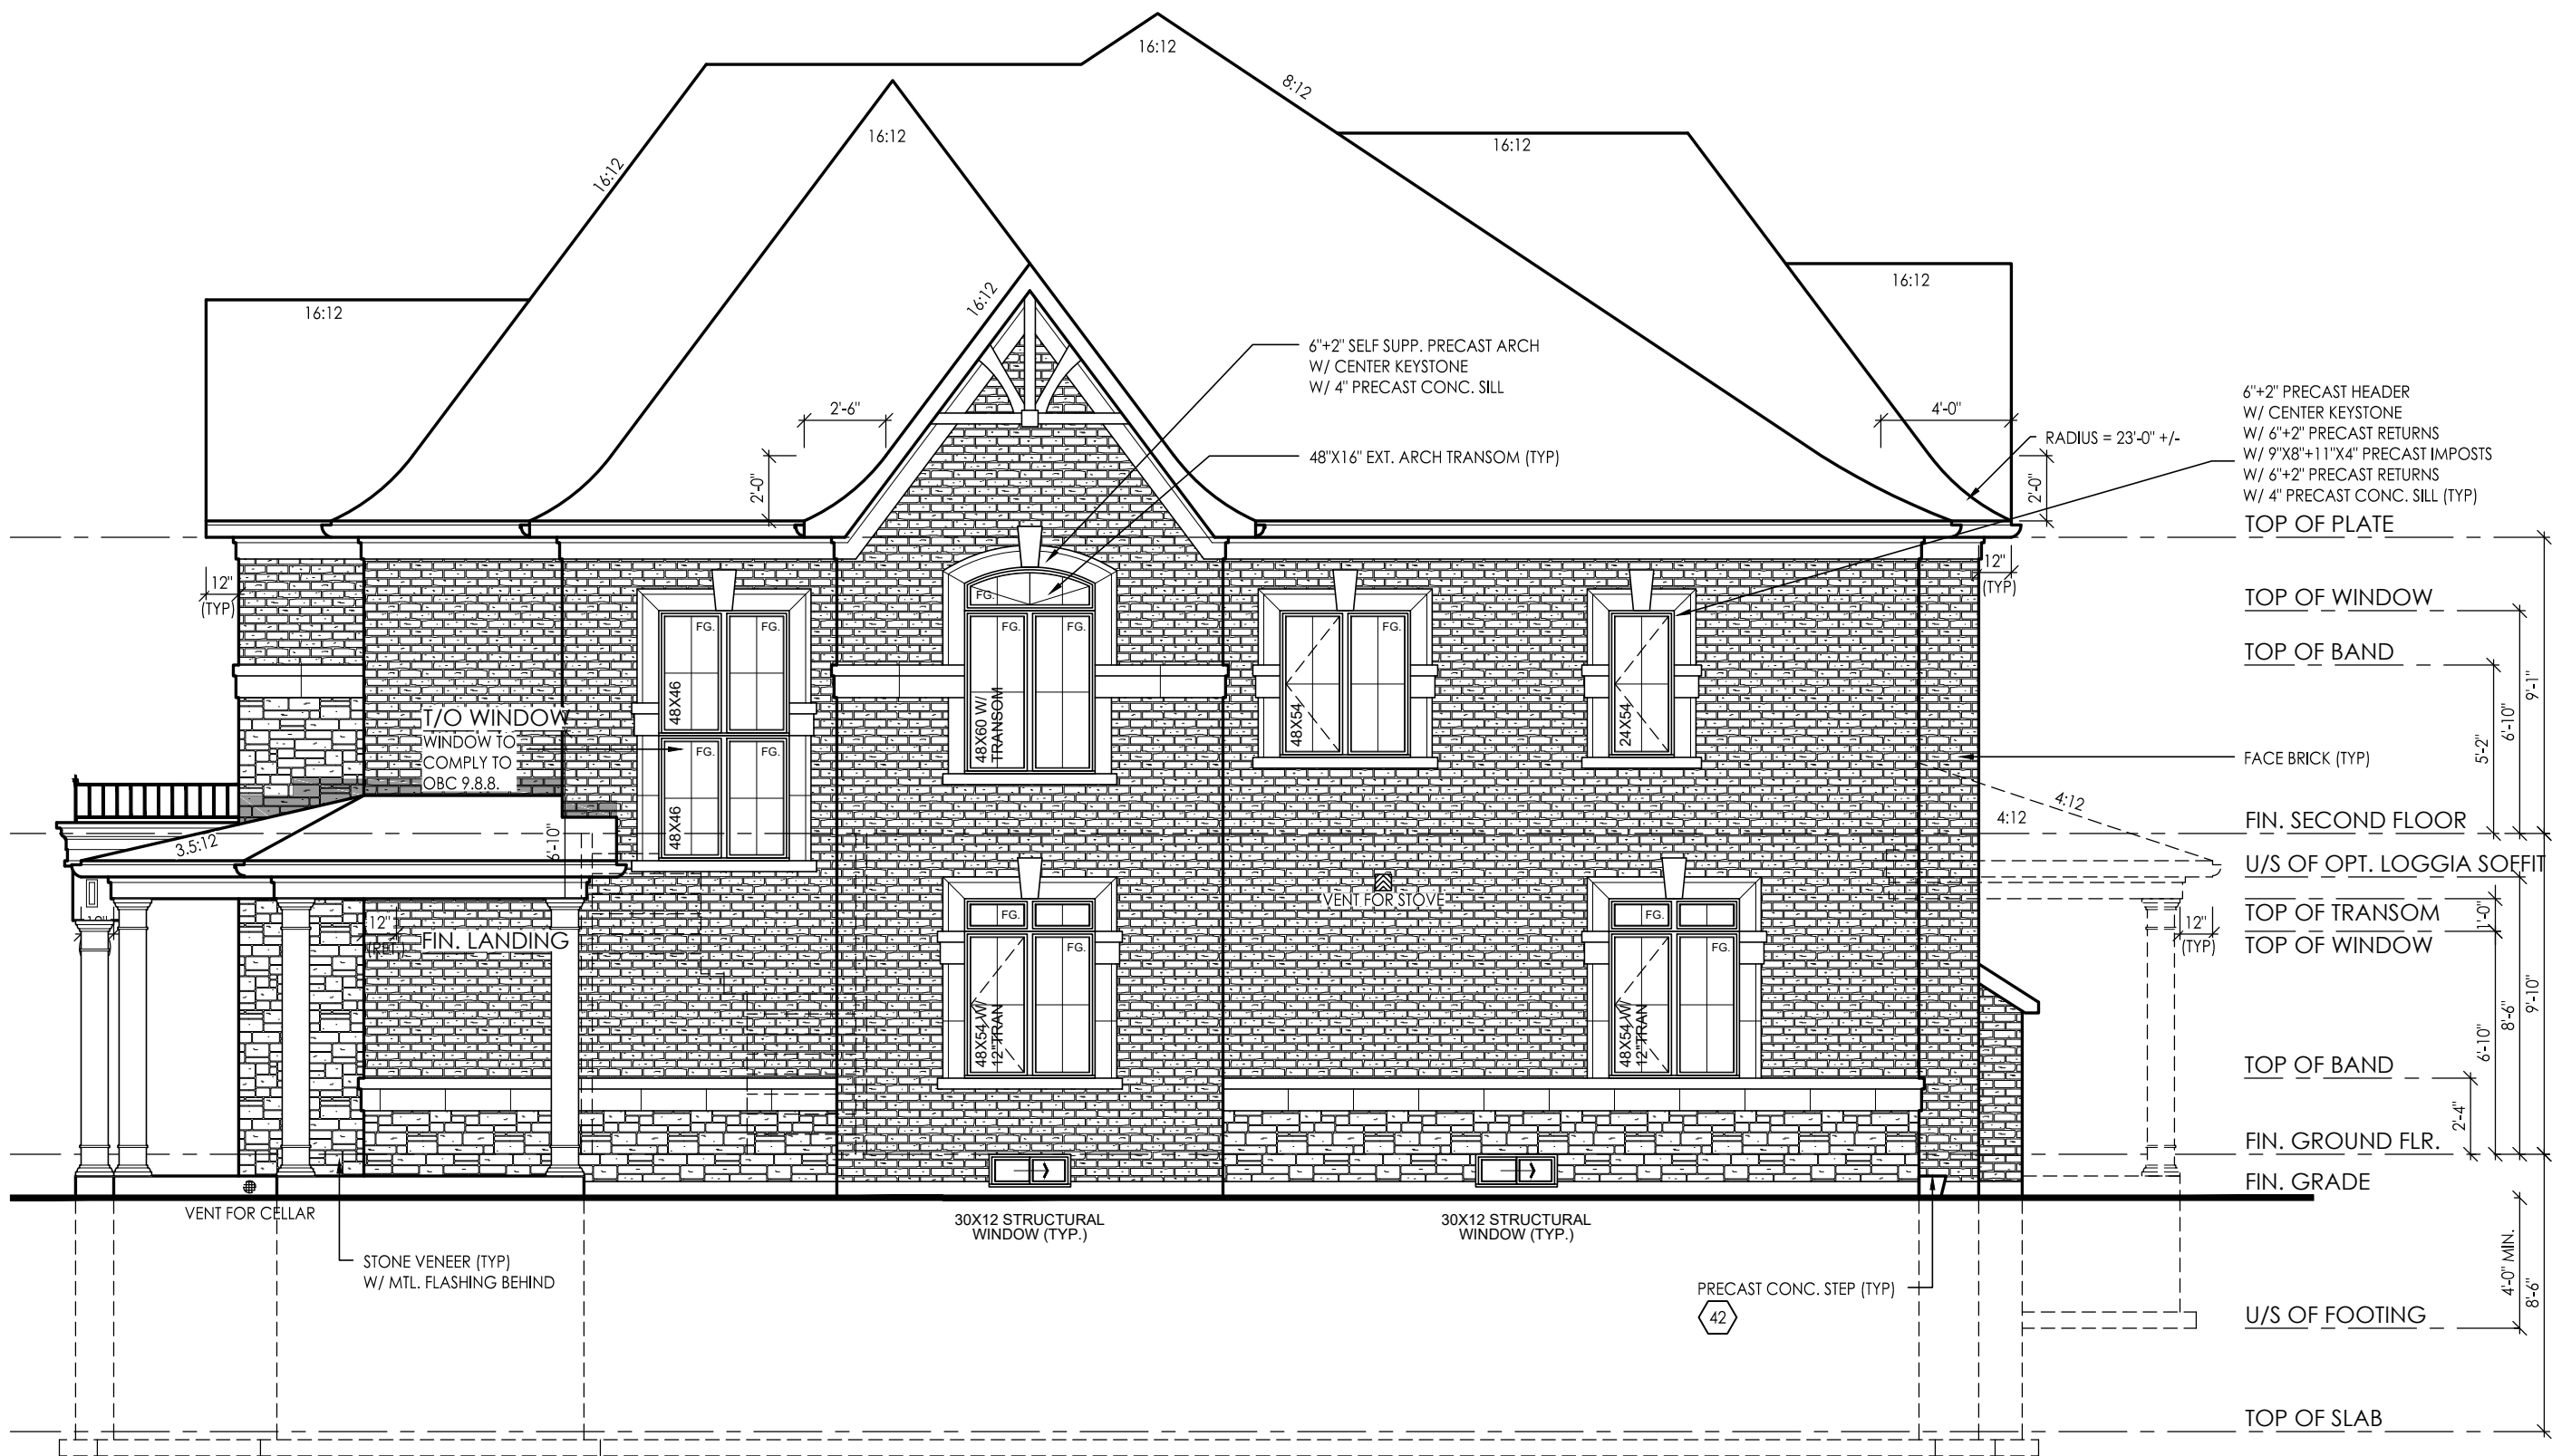 16:12
8:12
16:12
16:12
16:12
16:12
16:12
16:12
6"+2" SELF SUPP. PRECAST ARCH
W/ CENTER KEYSTONE
W/ 4" PRECAST CONC. SILL
2'-6"
2'-0"
48"X16" EXT. ARCH TRANSOM (TYP)
4'-0"
RADIUS = 23'-0" +/-
2'-0"
6"+2" PRECAST HEADER
W/ CENTER KEYSTONE
W/ 6"+2" PRECAST RETURNS
W/ 9"X8"+11"X4" PRECAST IMPOSTS
W/ 6"+2" PRECAST RETURNS
W/ 4" PRECAST CONC. SILL (TYP)
TOP OF PLATE
12"
(TYP)
12"
(TYP)
FG.
FG.
FG.
FG.
FG.
FG.
TOP OF WINDOW
TOP OF BAND
9'-1"
6'-10"
5'-2"
48X46
48X60 W/
TRANSOM
48X54
24X54
T/O WINDOW
WINDOW TO
COMPLY TO
OBC 9.8.8.
FG.
FG.
48X46
FACE BRICK (TYP)
4:12
4:12
FIN. SECOND FLOOR
3.5:12
6'-10"
U/S OF OPT. LOGGIA SOFFIT
VENT FOR STOVE
FG.
FG.
FG.
FG.
12"
FIN. LANDING
TOP OF TRANSOM
1'-0"
12"
(TYP)
TOP OF WINDOW
48X54 W/
12"TRAN
48X54 W/
12"TRAN
9'-10"
8'-6"
6'-10"
TOP OF BAND
2'-4"
FIN. GROUND FLR.
FIN. GRADE
VENT FOR CELLAR
30X12 STRUCTURAL
WINDOW (TYP.)
30X12 STRUCTURAL
WINDOW (TYP.)
STONE VENEER (TYP)
W/ MTL. FLASHING BEHIND
PRECAST CONC. STEP (TYP)
42
4'-0" MIN.
8'-6"
U/S OF FOOTING
TOP OF SLAB